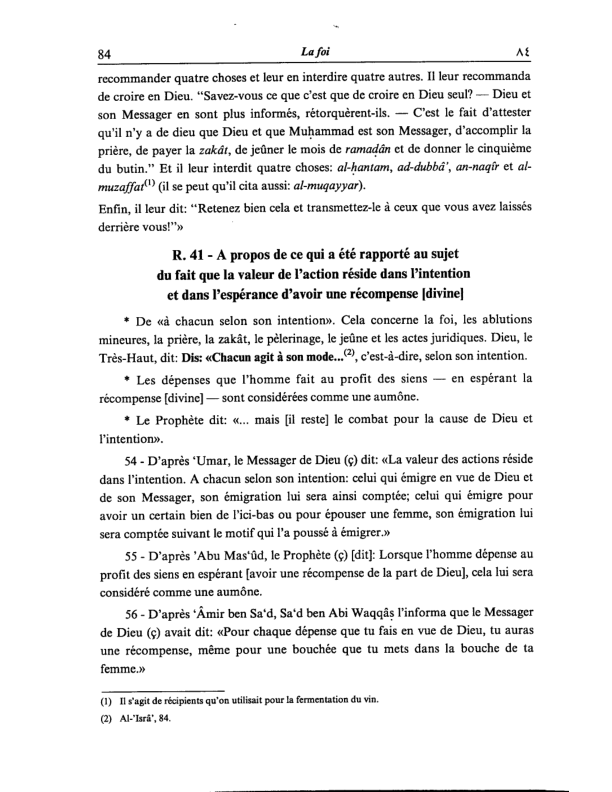 84 La foi ٨٤
recommander quatre choses et leur en interdire quatre autres. Il leur recommanda
de croire en Dieu. “Savez-vous ce que c'est que de croire en Dieu seul? — Dieu et
son Messager en sont plus informés, rétorquèrent-ils. — C'est le fait d'attester
qu'il n'y a de dieu que Dieu et que Muḥammad est son Messager, d'accomplir la
prière, de payer la zakât, de jeûner le mois de ramaḍân et de donner le cinquième
du butin.” Et il leur interdit quatre choses: al-ḥantam, ad-dubbâ', an-naqîr et al-
muzaffat(1) (il se peut qu'il cita aussi: al-muqayyar).
Enfin, il leur dit: “Retenez bien cela et transmettez-le à ceux que vous avez laissés
derrière vous!”»
R. 41 - A propos de ce qui a été rapporté au sujet
du fait que la valeur de l'action réside dans l'intention
et dans l'espérance d'avoir une récompense [divine]
* De «à chacun selon son intention». Cela concerne la foi, les ablutions
mineures, la prière, la zakât, le pèlerinage, le jeûne et les actes juridiques. Dieu, le
Très-Haut, dit: Dis: «Chacun agit à son mode...(2), c'est-à-dire, selon son intention.
* Les dépenses que l'homme fait au profit des siens — en espérant la
récompense [divine] — sont considérées comme une aumône.
* Le Prophète dit: «... mais [il reste] le combat pour la cause de Dieu et
l'intention».
54 - D'après ‘Umar, le Messager de Dieu (ç) dit: «La valeur des actions réside
dans l'intention. A chacun selon son intention: celui qui émigre en vue de Dieu et
de son Messager, son émigration lui sera ainsi comptée; celui qui émigre pour
avoir un certain bien de l'ici-bas ou pour épouser une femme, son émigration lui
sera comptée suivant le motif qui l'a poussé à émigrer.»
55 - D'après 'Abu Mas‘ûd, le Prophète (ç) [dit]: Lorsque l'homme dépense au
profit des siens en espérant [avoir une récompense de la part de Dieu], cela lui sera
considéré comme une aumône.
56 - D'après ‘Âmir ben Sa‘d, Sa‘d ben Abi Waqqâṣ l'informa que le Messager
de Dieu (ç) avait dit: «Pour chaque dépense que tu fais en vue de Dieu, tu auras
une récompense, même pour une bouchée que tu mets dans la bouche de ta
femme.»
(1) Il s'agit de récipients qu'on utilisait pour la fermentation du vin.
(2) Al-'Isrâ', 84.